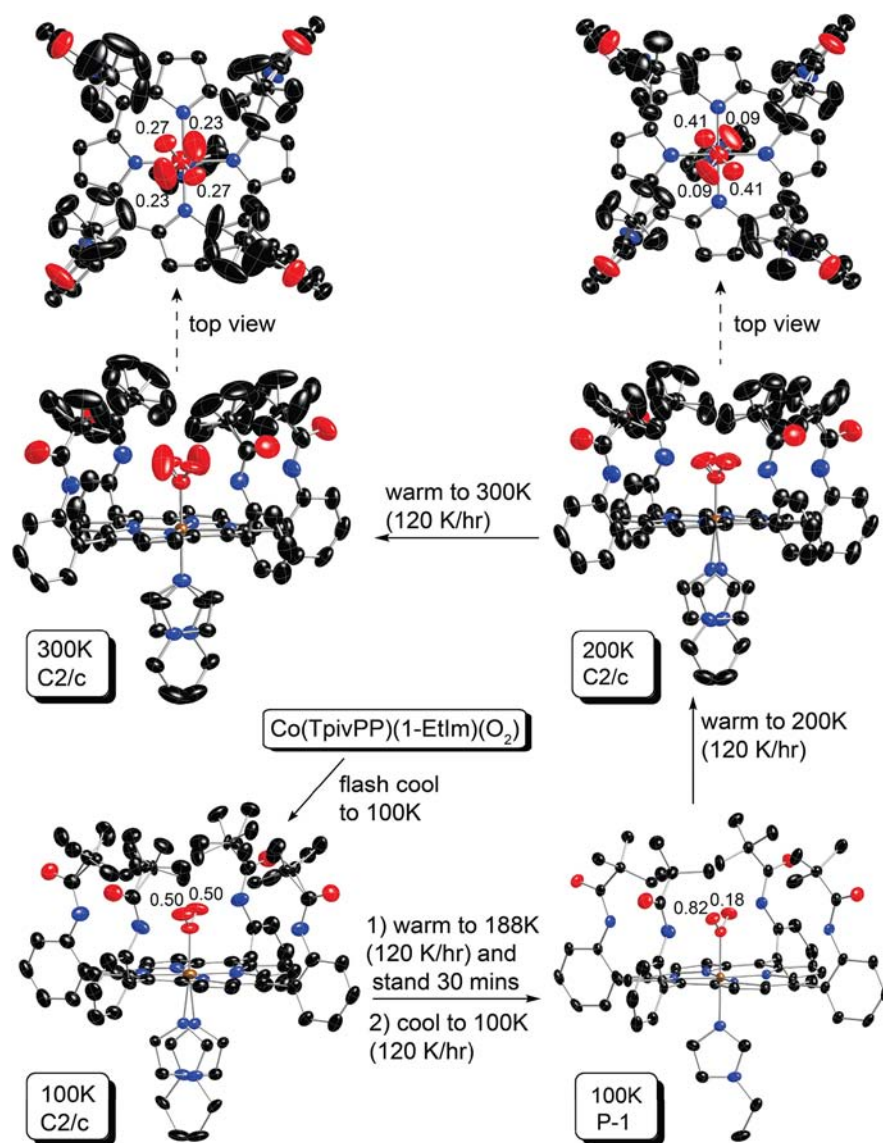 0.27
0.23
0.23
0.27
0.41
0.09
0.09
0.41
top view
top view
warm to 300K
(120 K/hr)
300K
C2/c
200K
C2/c
Co(TpivPP)(1-EtIm)(O₂)
warm to 200K
(120 K/hr)
flash cool
to 100K
0.50
0.50
1) warm to 188K
(120 K/hr) and
stand 30 mins
2) cool to 100K
(120 K/hr)
0.82
0.18
100K
C2/c
100K
P-1